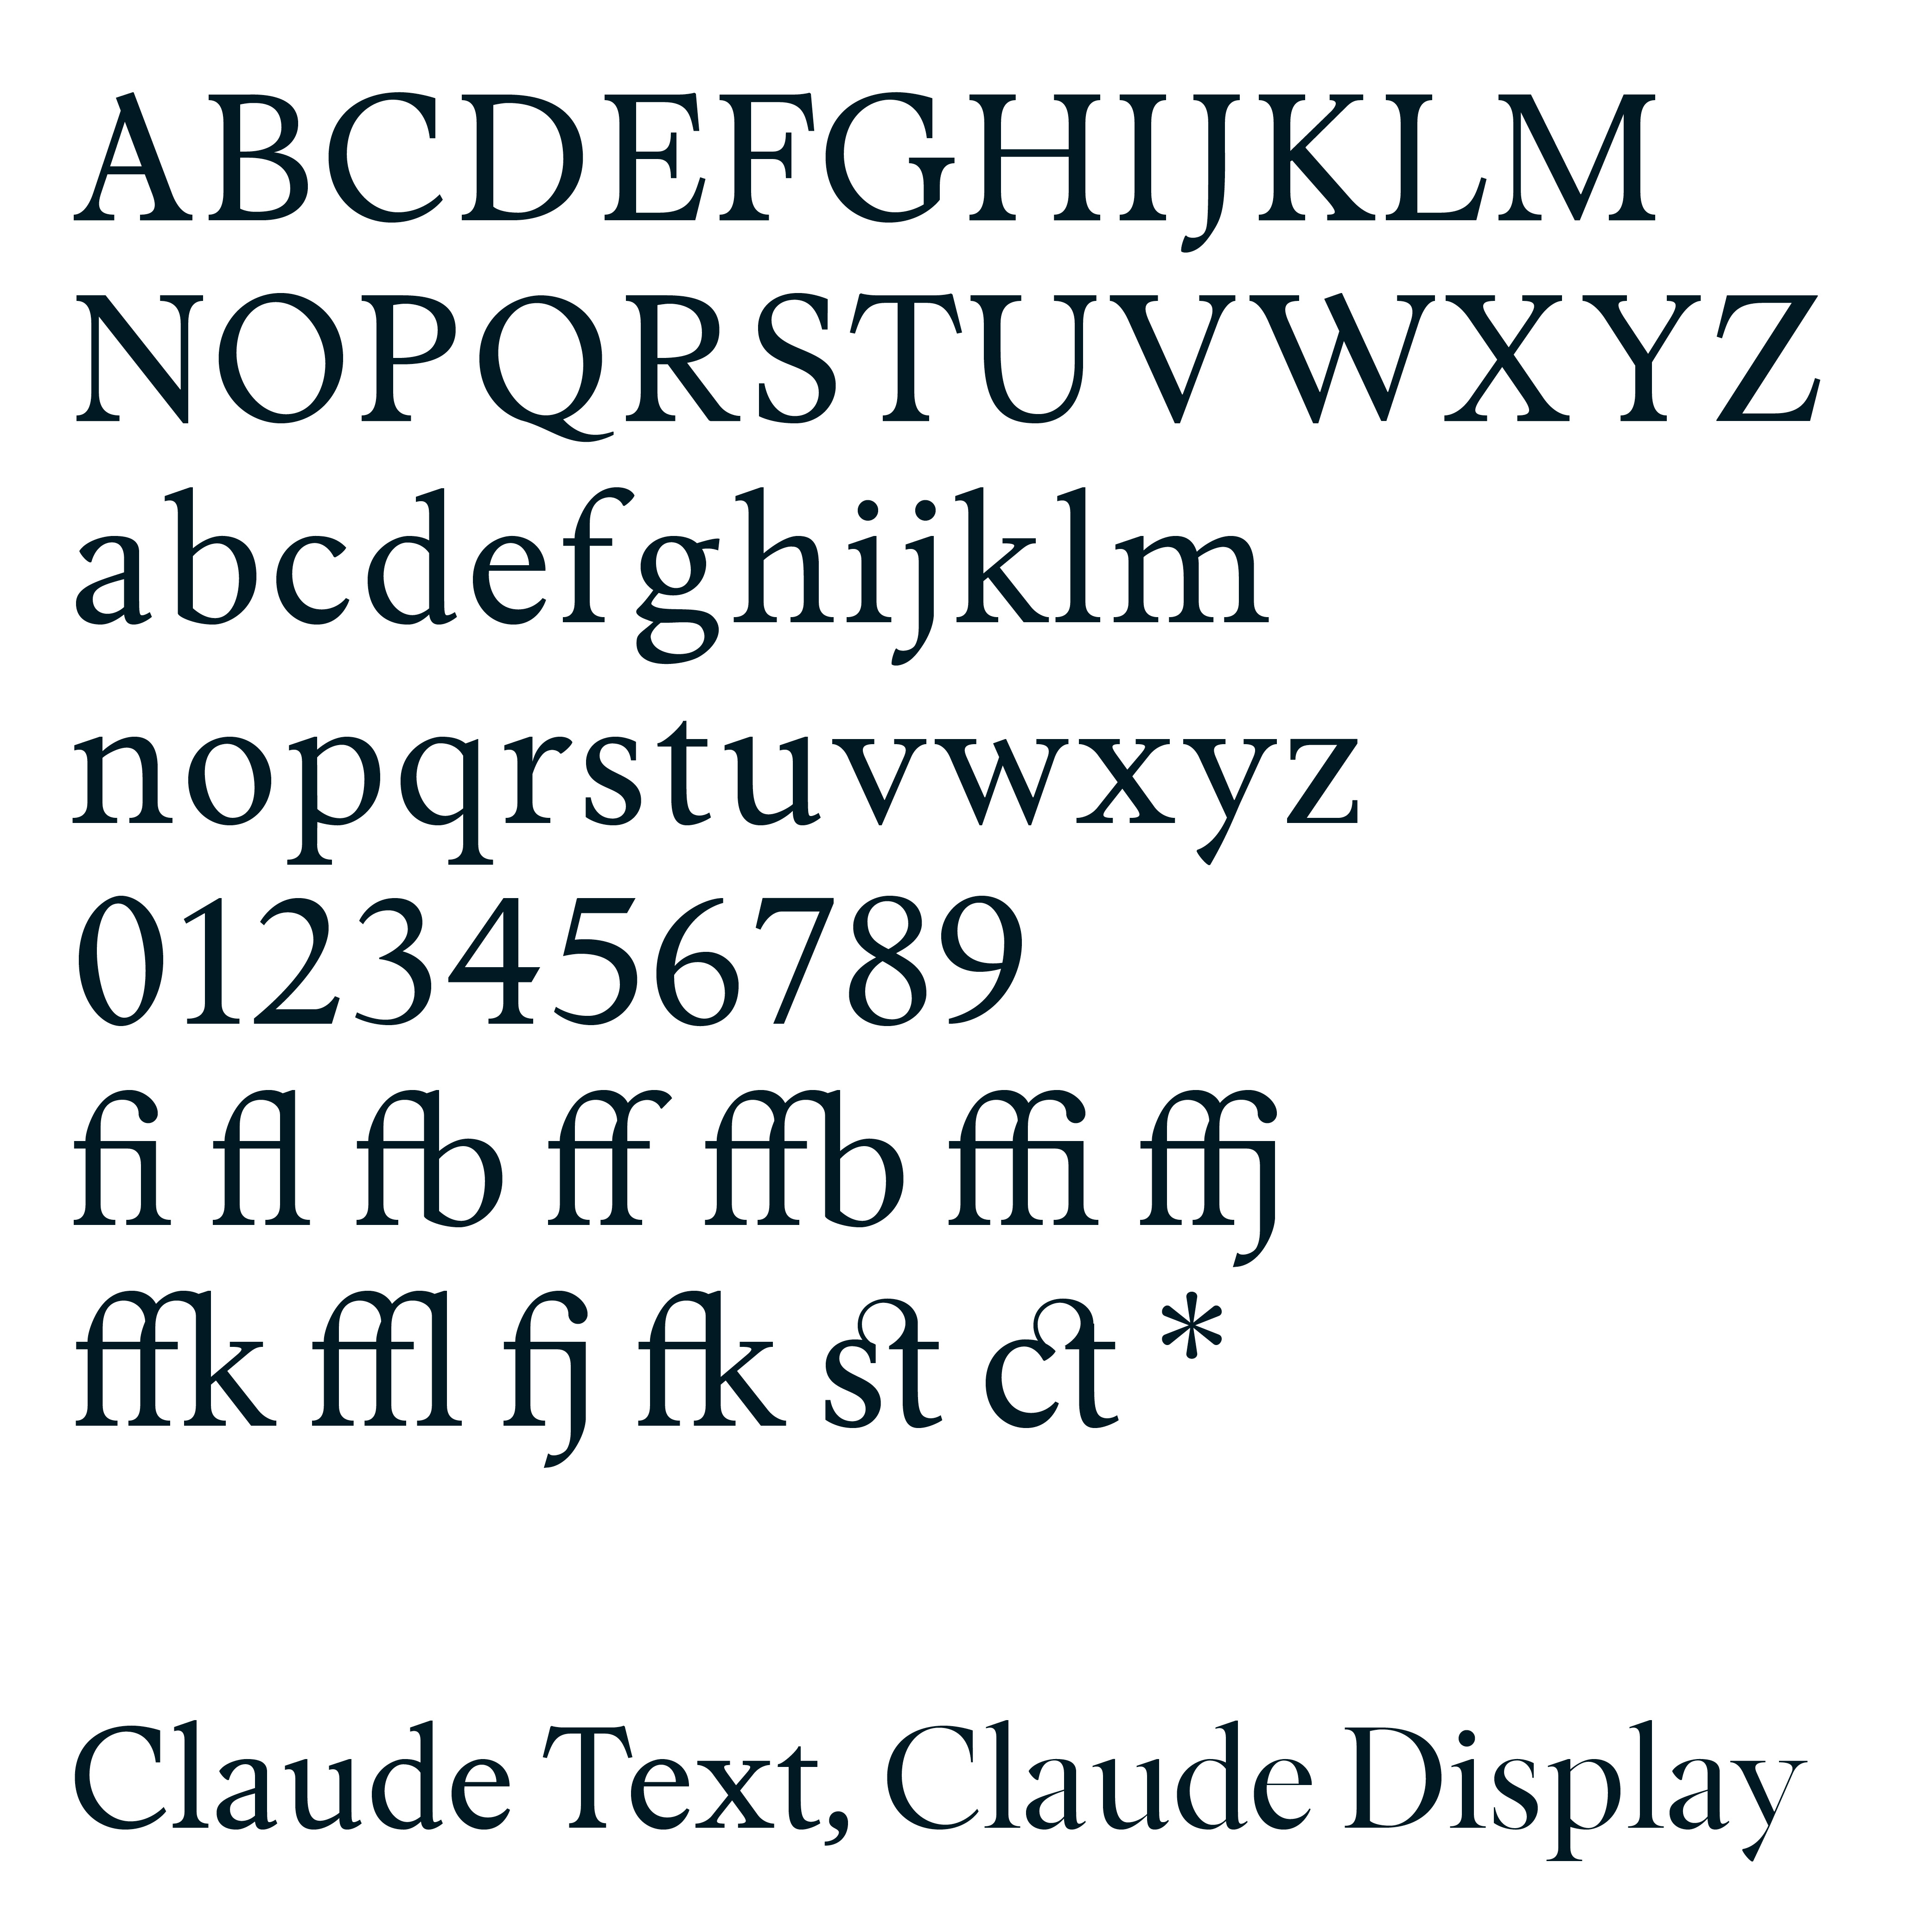 ABCDEFGHIJKLM
NOPQRSTUVWXYZ
abcdefghijklm
nopqrstuvwxyz
0123456789
fi fl fb ff ffb ffi ffj
ffk ffl fj fk st ct *
Claude Text, Claude Display